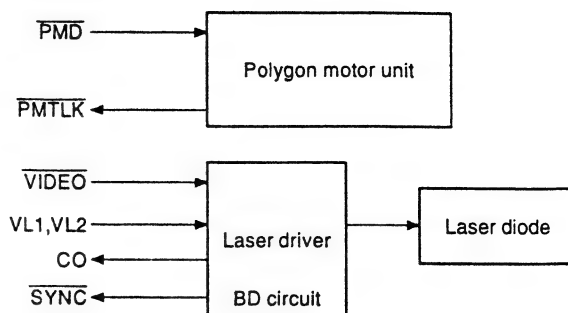 PMD
Polygon motor unit
PMTLK
VIDEO
VL1,VL2
Laser driver
Laser diode
CO
SYNC
BD circuit